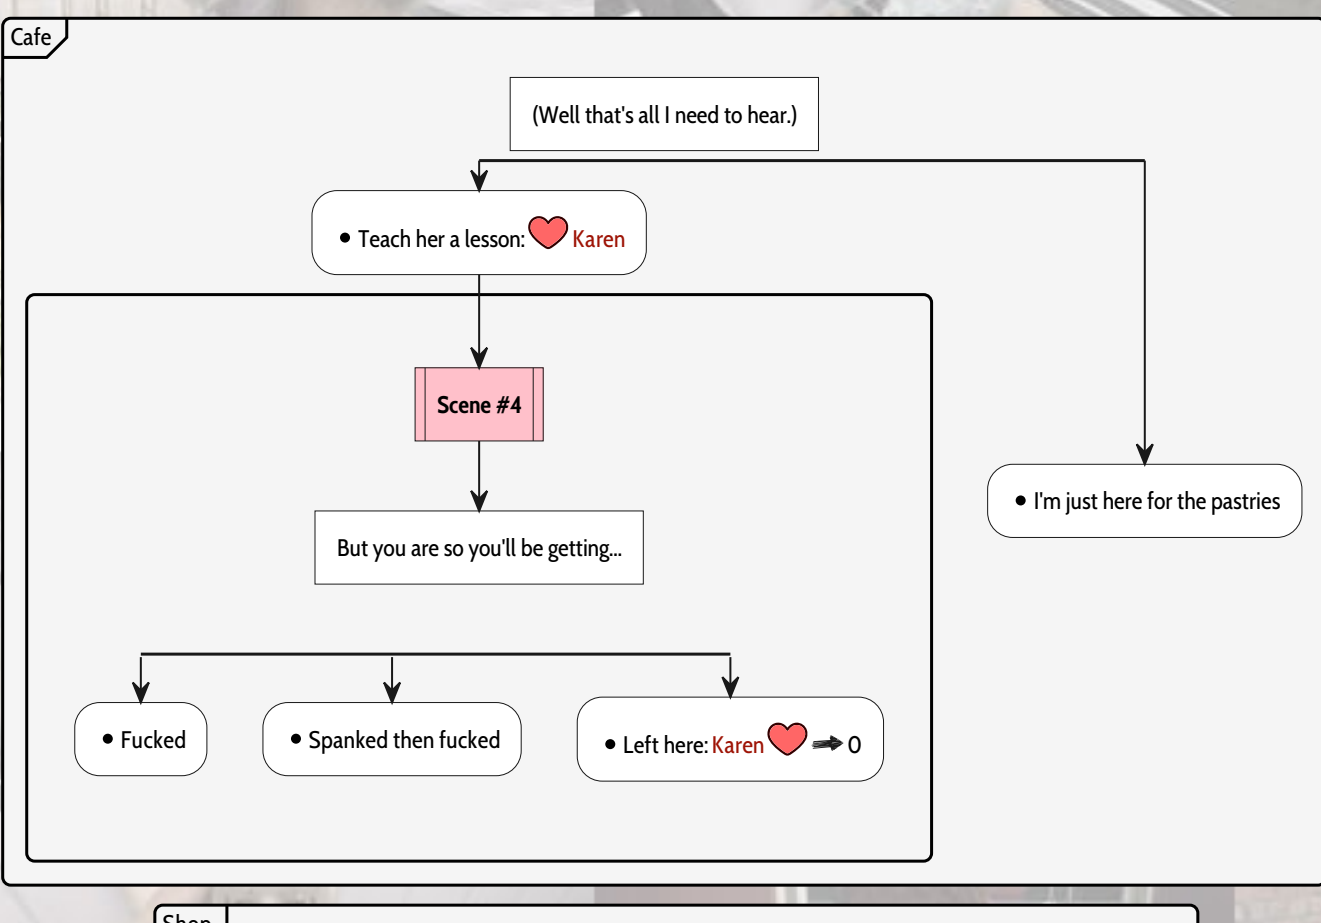 Cafe
(Well that's all I need to hear.)
• Teach her a lesson: Karen
Scene #4
• I'm just here for the pastries
But you are so you'll be getting...
• Fucked
• Spanked then fucked
• Left here: Karen ➡ 0
Shop